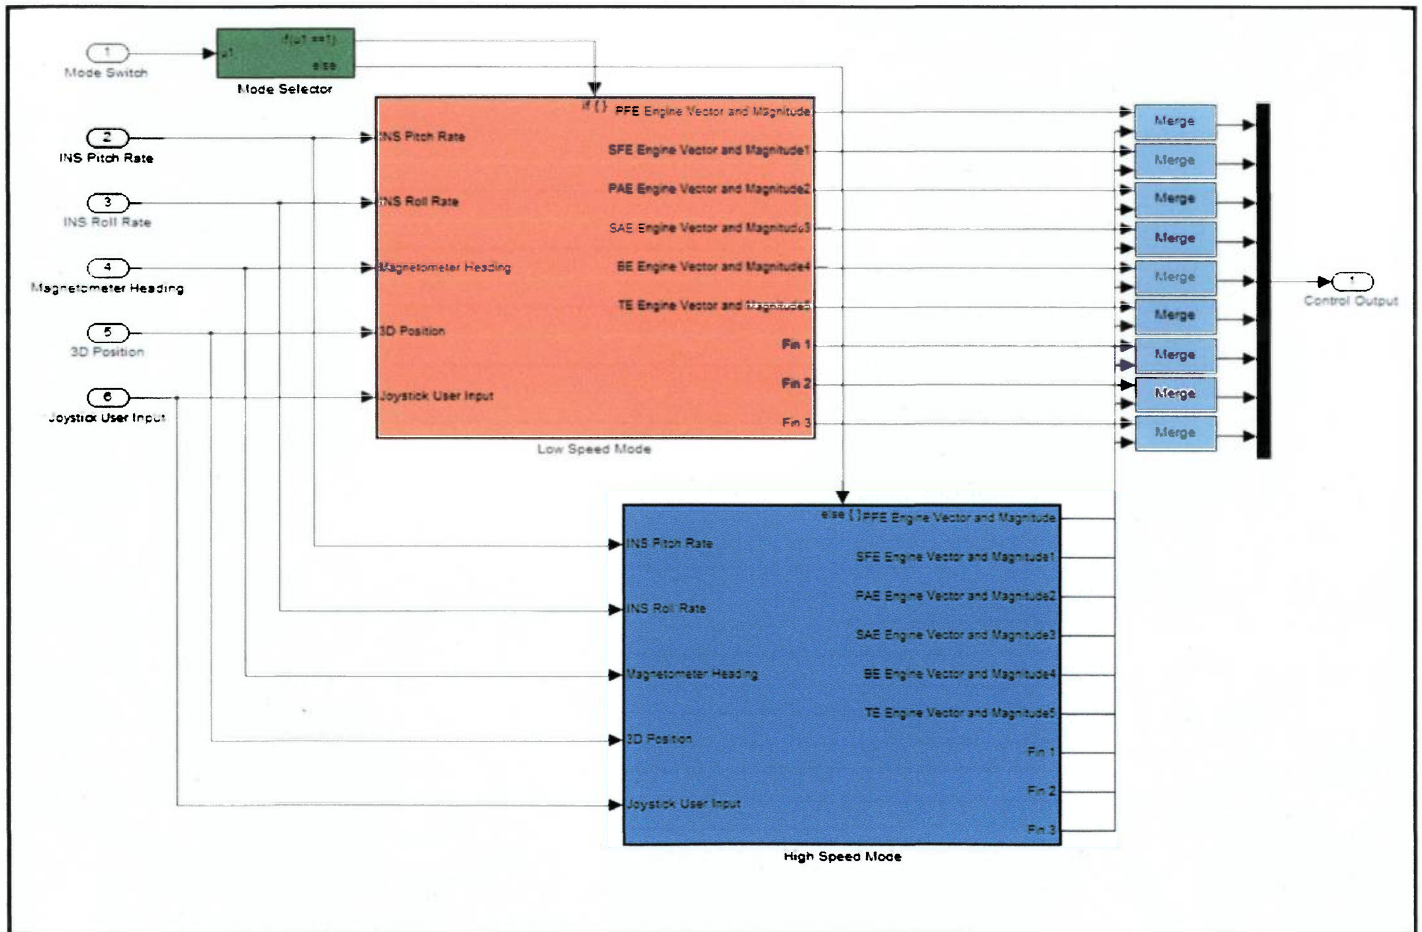 1
Mode Switch
u1
if(u1 ==1)
else
Mode Selector
2
INS Pitch Rate
3
INS Roll Rate
4
Magnetometer Heading
5
3D Position
6
Joystick User Input
if { }
INS Pitch Rate
INS Roll Rate
Magnetometer Heading
3D Position
Joystick User Input
PFE Engine Vector and Magnitude
SFE Engine Vector and Magnitude1
PAE Engine Vector and Magnitude2
SAE Engine Vector and Magnitude3
BE Engine Vector and Magnitude4
TE Engine Vector and Magnitude5
Fin 1
Fin 2
Fin 3
Low Speed Mode
Merge
Merge
Merge
Merge
Merge
Merge
Merge
Merge
Merge
1
Control Output
else { }
INS Pitch Rate
INS Roll Rate
Magnetometer Heading
3D Position
Joystick User Input
PFE Engine Vector and Magnitude
SFE Engine Vector and Magnitude1
PAE Engine Vector and Magnitude2
SAE Engine Vector and Magnitude3
BE Engine Vector and Magnitude4
TE Engine Vector and Magnitude5
Fin 1
Fin 2
Fin 3
High Speed Mode